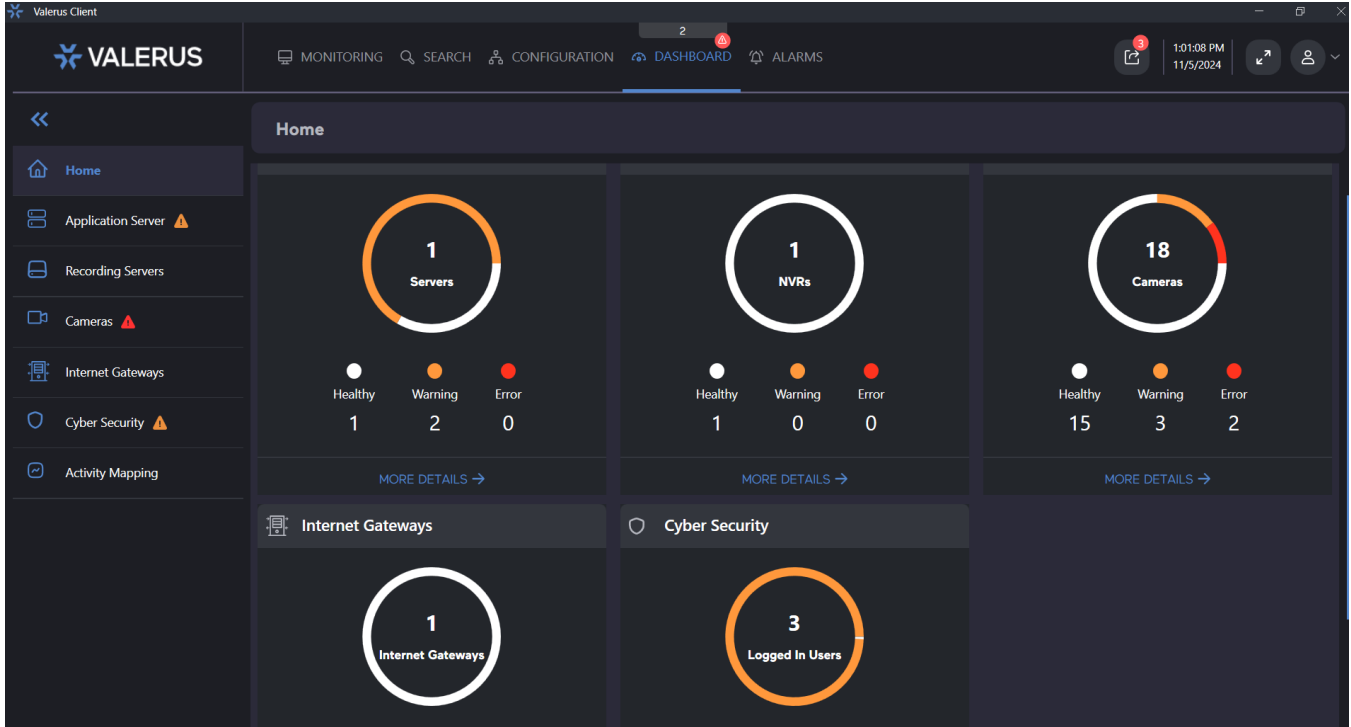 Valerus Client
VALERUS
MONITORING
SEARCH
CONFIGURATION
2
DASHBOARD
ALARMS
3
1:01:08 PM
11/5/2024
Home
Application Server
Recording Servers
Cameras
Internet Gateways
Cyber Security
Activity Mapping
Home
1
Servers
Healthy Warning Error
1 2 0
MORE DETAILS →
1
NVRs
Healthy Warning Error
1 0 0
MORE DETAILS →
18
Cameras
Healthy Warning Error
15 3 2
MORE DETAILS →
Internet Gateways
1
Internet Gateways
Cyber Security
3
Logged In Users